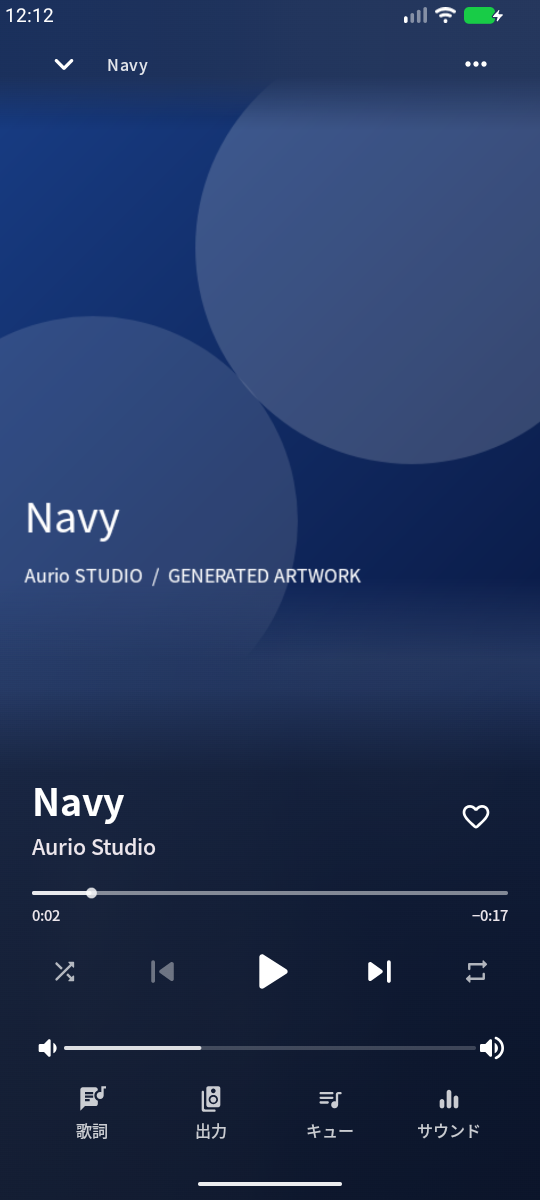 12:12
Navy
Navy
Aurio STUDIO / GENERATED ARTWORK
Navy
Aurio Studio
0:02
−0:17
歌詞
出力
キュー
サウンド